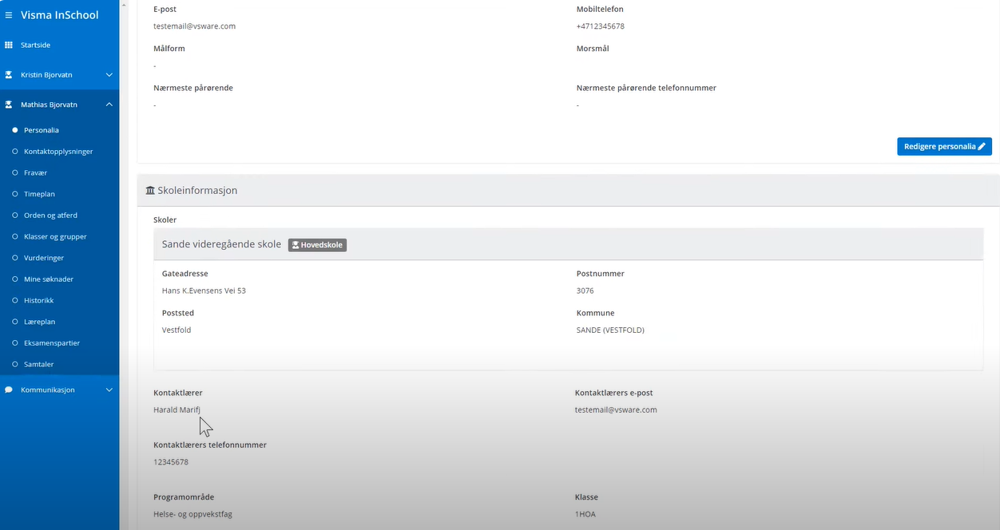 Visma InSchool
Startside
Kristin Bjorvatn
Mathias Bjorvatn
Personalia
Kontaktopplysninger
Fravær
Timeplan
Orden og atferd
Klasser og grupper
Vurderinger
Mine søknader
Historikk
Læreplan
Eksamenspartier
Samtaler
Kommunikasjon
E-post Mobiltelefon
testemail@vsware.com +4712345678
Målform Morsmål
-
Nærmeste pårørende Nærmeste pårørende telefonnummer
- -
Redigere personalia
Skoleinformasjon
Skoler
Sande videregående skole Hovedskole
Gateadresse Postnummer
Hans K.Evensens Vei 53 3076
Poststed Kommune
Vestfold SANDE (VESTFOLD)
Kontaktlærer Kontaktlærers e-post
Harald Marifj testemail@vsware.com
Kontaktlærers telefonnummer
12345678
Programområde Klasse
Helse- og oppvekstfag 1HOA